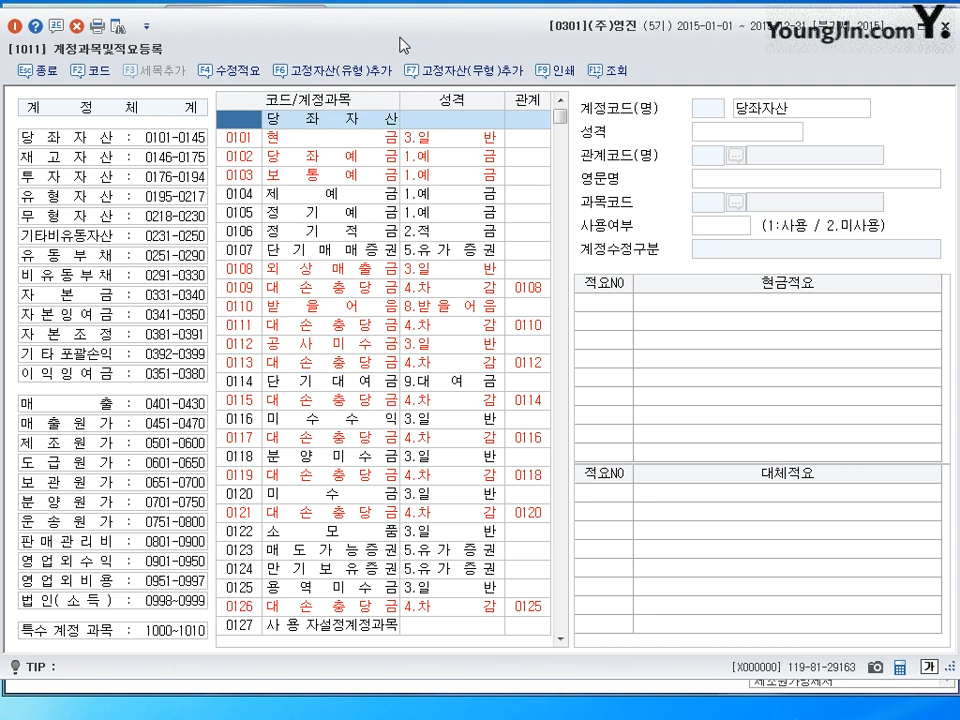 [0301](주)영진 (5기) 2015-01-01 ~ 2015-12-31 [부가세 2015]
YoungJin.com Y.
[1011] 계정과목및적요등록
Esc 종료 F2 코드 F3 세목추가 F4 수정적요 F6 고정자산(유형)추가 F7 고정자산(무형)추가 F9 인쇄 F12 조회
계 정 체 계
당 좌 자 산 : 0101-0145
재 고 자 산 : 0146-0175
투 자 자 산 : 0176-0194
유 형 자 산 : 0195-0217
무 형 자 산 : 0218-0230
기타비유동자산 : 0231-0250
유 동 부 채 : 0251-0290
비 유 동 부 채 : 0291-0330
자 본 금 : 0331-0340
자 본 잉 여 금 : 0341-0350
자 본 조 정 : 0381-0391
기 타 포괄손익 : 0392-0399
이 익 잉 여 금 : 0351-0380
매 출 : 0401-0430
매 출 원 가 : 0451-0470
제 조 원 가 : 0501-0600
도 급 원 가 : 0601-0650
보 관 원 가 : 0651-0700
분 양 원 가 : 0701-0750
운 송 원 가 : 0751-0800
판 매 관 리 비 : 0801-0900
영 업 외 수 익 : 0901-0950
영 업 외 비 용 : 0951-0997
법 인( 소 득 ) : 0998-0999
특수 계정 과목 : 1000~1010
코드/계정과목 성격 관계
당 좌 자 산
0101 현 금 3.일 반
0102 당 좌 예 금 1.예 금
0103 보 통 예 금 1.예 금
0104 제 예 금 1.예 금
0105 정 기 예 금 1.예 금
0106 정 기 적 금 2.적 금
0107 단 기 매 매 증 권 5.유 가 증 권
0108 외 상 매 출 금 3.일 반
0109 대 손 충 당 금 4.차 감 0108
0110 받 을 어 음 8.받 을 어 음
0111 대 손 충 당 금 4.차 감 0110
0112 공 사 미 수 금 3.일 반
0113 대 손 충 당 금 4.차 감 0112
0114 단 기 대 여 금 9.대 여 금
0115 대 손 충 당 금 4.차 감 0114
0116 미 수 수 익 3.일 반
0117 대 손 충 당 금 4.차 감 0116
0118 분 양 미 수 금 3.일 반
0119 대 손 충 당 금 4.차 감 0118
0120 미 수 금 3.일 반
0121 대 손 충 당 금 4.차 감 0120
0122 소 모 품 3.일 반
0123 매 도 가 능 증 권 5.유 가 증 권
0124 만 기 보 유 증 권 5.유 가 증 권
0125 용 역 미 수 금 3.일 반
0126 대 손 충 당 금 4.차 감 0125
0127 사 용 자설정계정과목
계정코드(명) 당좌자산
성격
관계코드(명)
영문명
과목코드
사용여부 (1:사용 / 2.미사용)
계정수정구분
적요NO 현금적요
적요NO 대체적요
TIP :
[X000000] 119-81-29163 가
제조원가명세서